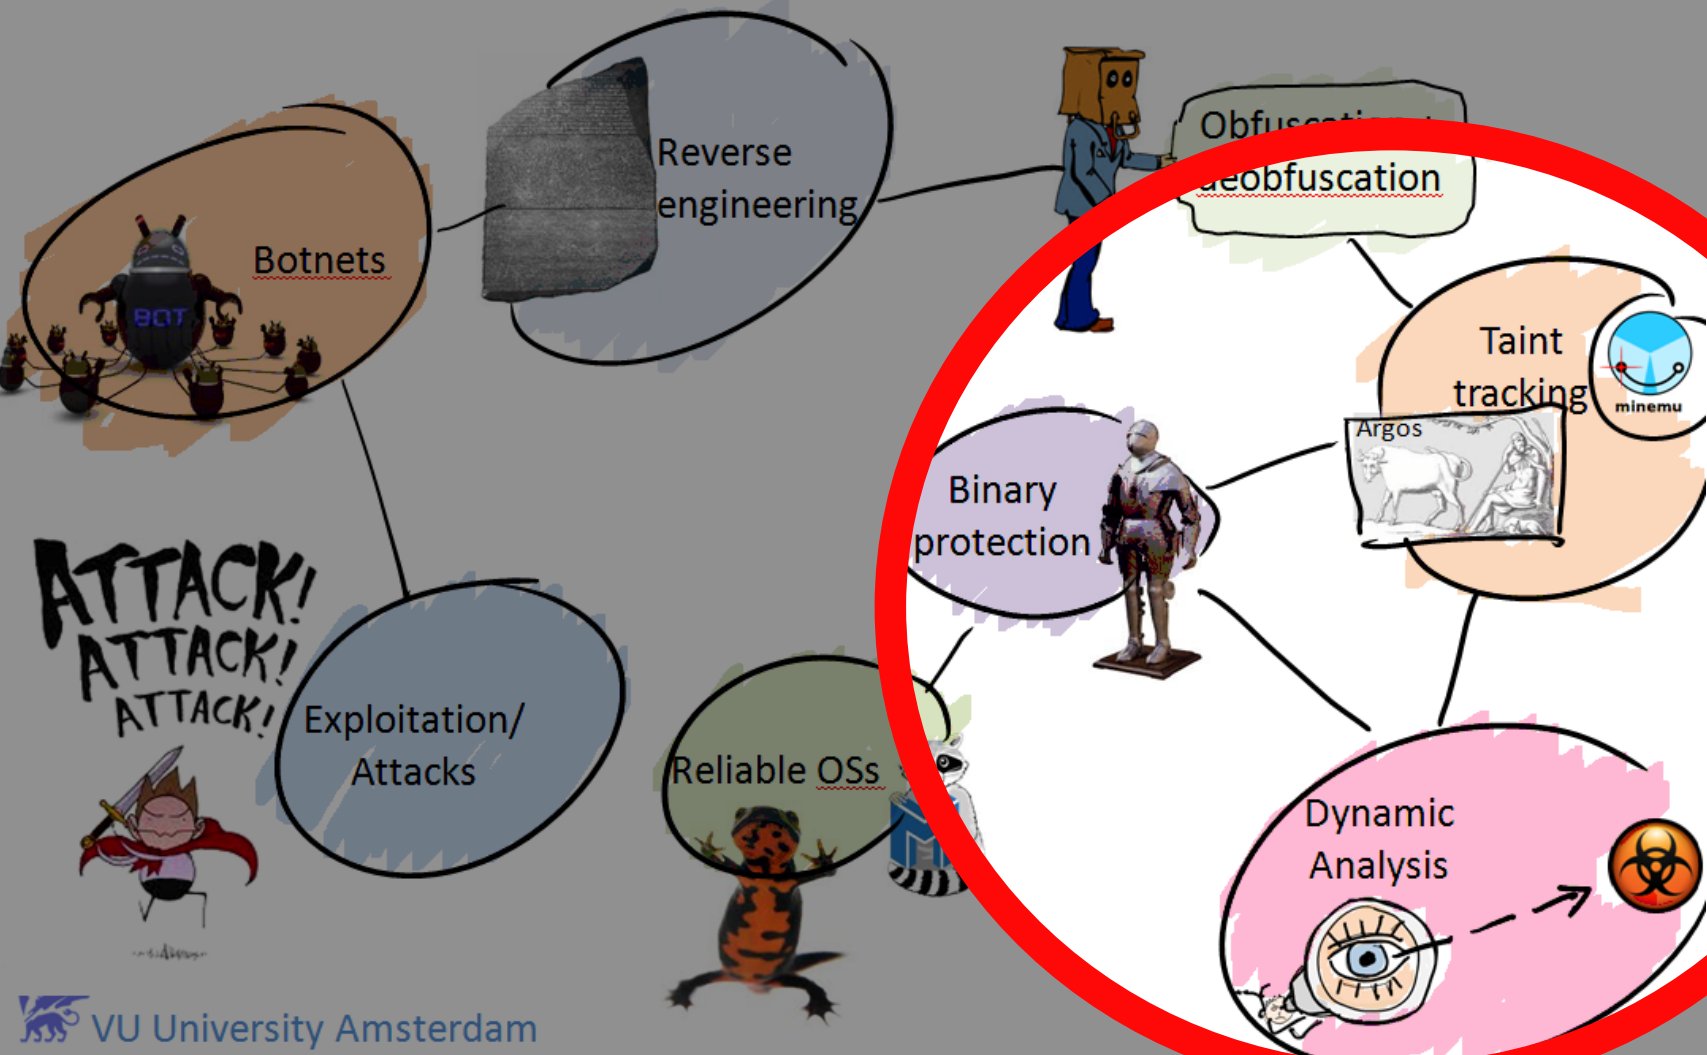 Botnets
BOT
Reverse
engineering
Obfuscation +
deobfuscation
Taint
tracking
minemu
Argos
Binary
protection
ATTACK!
ATTACK!
ATTACK!
Exploitation/
Attacks
Reliable OSs
Dynamic
Analysis
VU University Amsterdam